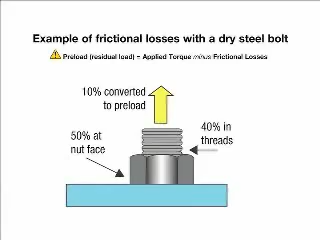 Example of frictional losses with a dry steel bolt
Preload (residual load) = Applied Torque minus Frictional Losses
10% converted
to preload
50% at
nut face
40% in
threads